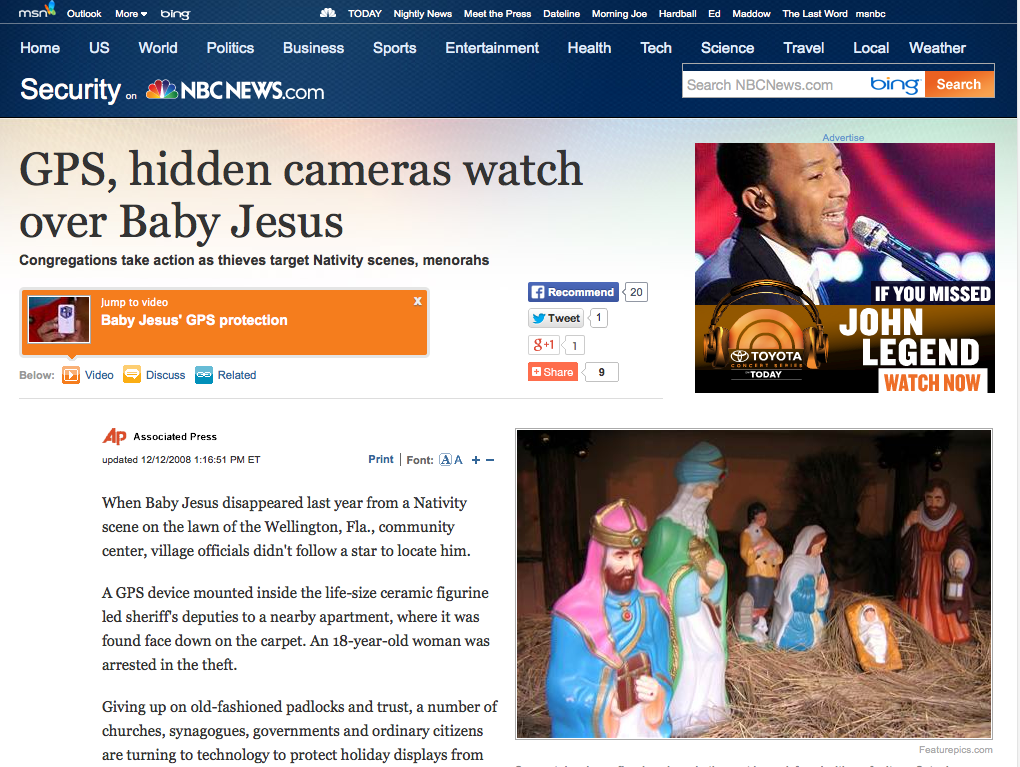 msn Outlook More bing TODAY Nightly News Meet the Press Dateline Morning Joe Hardball Ed Maddow The Last Word msnbc
Home US World Politics Business Sports Entertainment Health Tech Science Travel Local Weather
Security on NBCNEWS.com
Search NBCNews.com bing Search
Advertise
GPS, hidden cameras watch
over Baby Jesus
Congregations take action as thieves target Nativity scenes, menorahs
Jump to video x
Baby Jesus' GPS protection
Below: Video Discuss Related
Recommend 20
Tweet 1
g+1 1
Share 9
IF YOU MISSED
JOHN
LEGEND
WATCH NOW
TOYOTA
CONCERT SERIES
TODAY
AP Associated Press
updated 12/12/2008 1:16:51 PM ET
Print | Font: A A + −
When Baby Jesus disappeared last year from a Nativity
scene on the lawn of the Wellington, Fla., community
center, village officials didn't follow a star to locate him.
A GPS device mounted inside the life-size ceramic figurine
led sheriff's deputies to a nearby apartment, where it was
found face down on the carpet. An 18-year-old woman was
arrested in the theft.
Giving up on old-fashioned padlocks and trust, a number of
churches, synagogues, governments and ordinary citizens
are turning to technology to protect holiday displays from
Featurepics.com